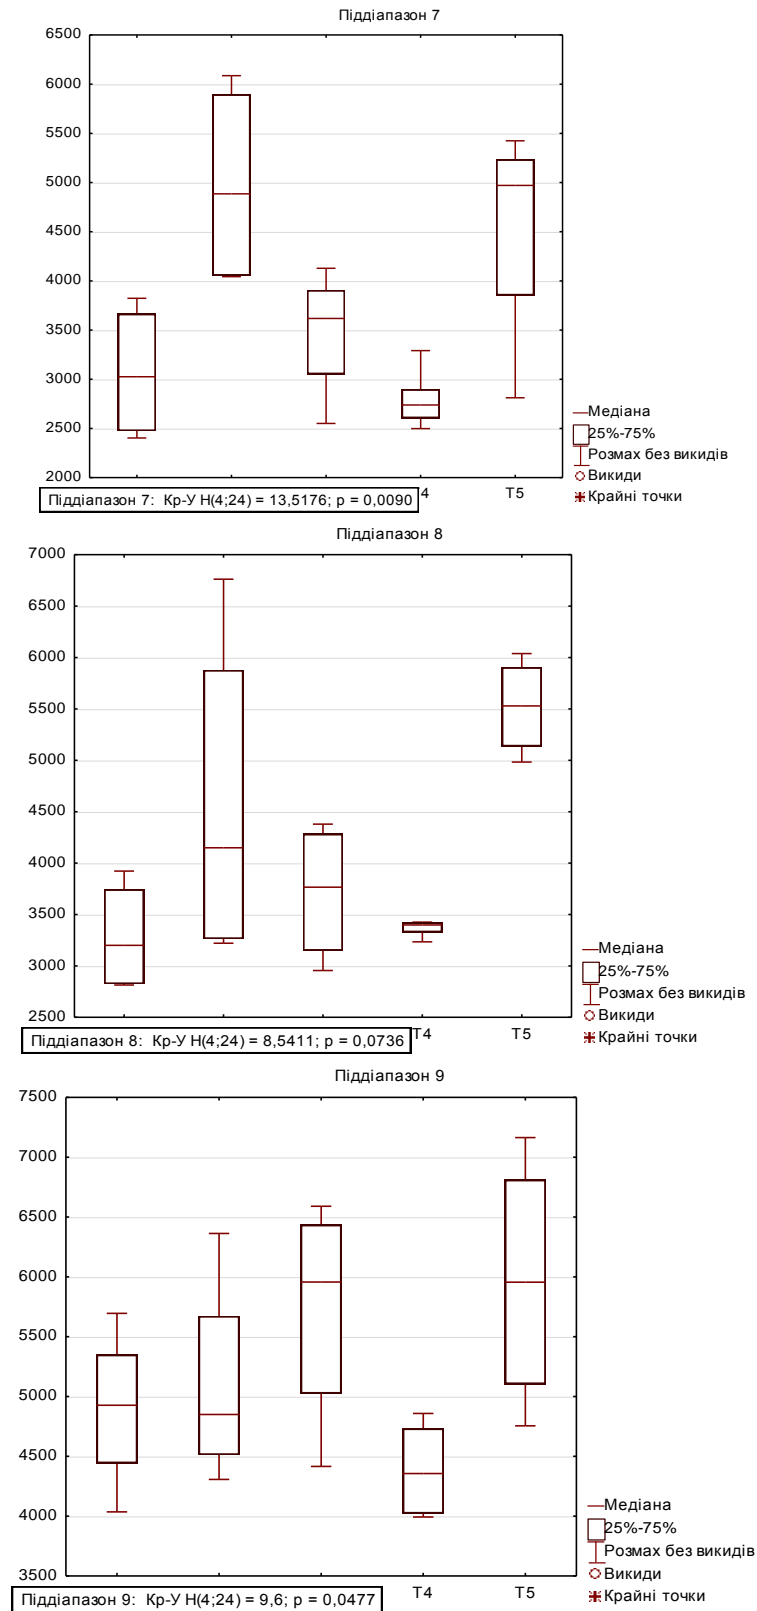 Піддіапазон 7
6500
6000
5500
5000
4500
4000
3500
3000
2500
2000
Медіана
25%-75%
Розмах без викидів
Викиди
Крайні точки
4 T5
Піддіапазон 7: Кр-У H(4;24) = 13,5176; p = 0,0090
Піддіапазон 8
7000
6500
6000
5500
5000
4500
4000
3500
3000
2500
Медіана
25%-75%
Розмах без викидів
Викиди
Крайні точки
T4 T5
Піддіапазон 8: Кр-У H(4;24) = 8,5411; p = 0,0736
Піддіапазон 9
7500
7000
6500
6000
5500
5000
4500
4000
3500
Медіана
25%-75%
Розмах без викидів
Викиди
Крайні точки
T4 T5
Піддіапазон 9: Кр-У H(4;24) = 9,6; p = 0,0477